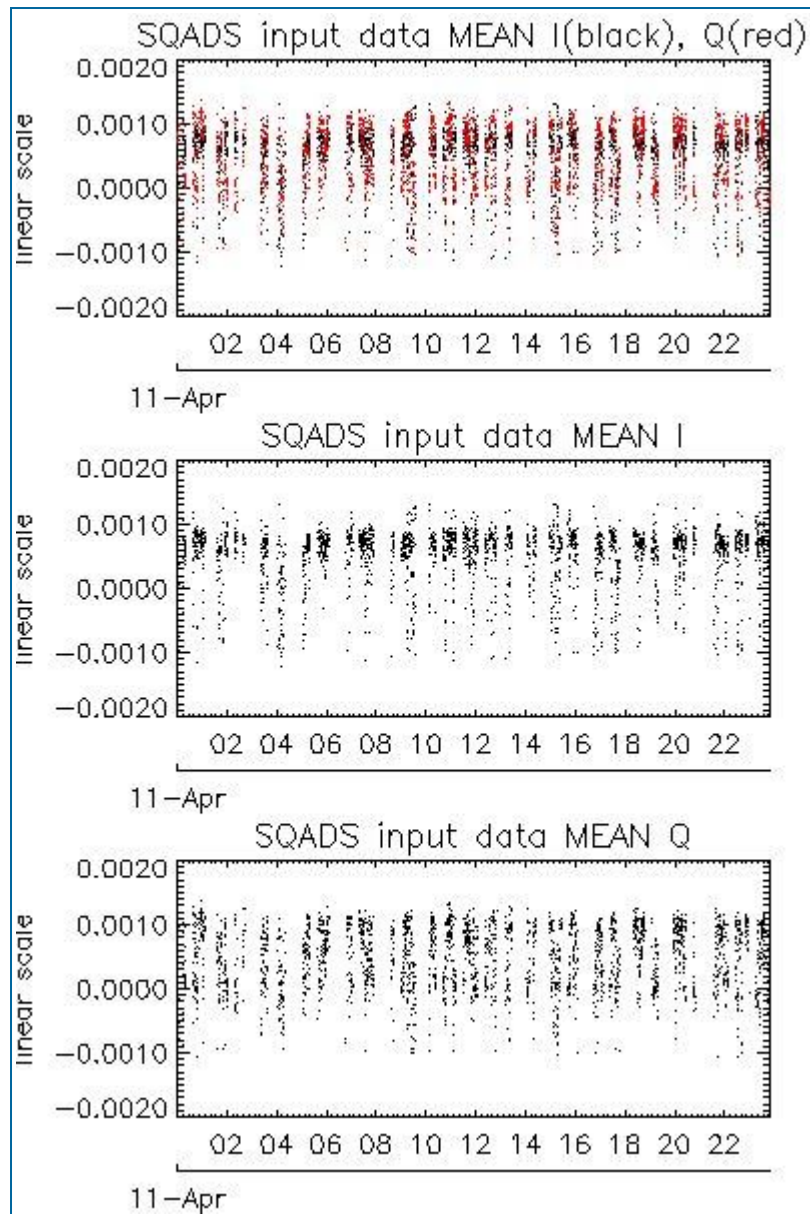 SQADS input data MEAN I(black), Q(red)
linear scale
0.0020
0.0010
0.0000
−0.0010
−0.0020
02 04 06 08 10 12 14 16 18 20 22
11−Apr
SQADS input data MEAN I
linear scale
0.0020
0.0010
0.0000
−0.0010
−0.0020
02 04 06 08 10 12 14 16 18 20 22
11−Apr
SQADS input data MEAN Q
linear scale
0.0020
0.0010
0.0000
−0.0010
−0.0020
02 04 06 08 10 12 14 16 18 20 22
11−Apr